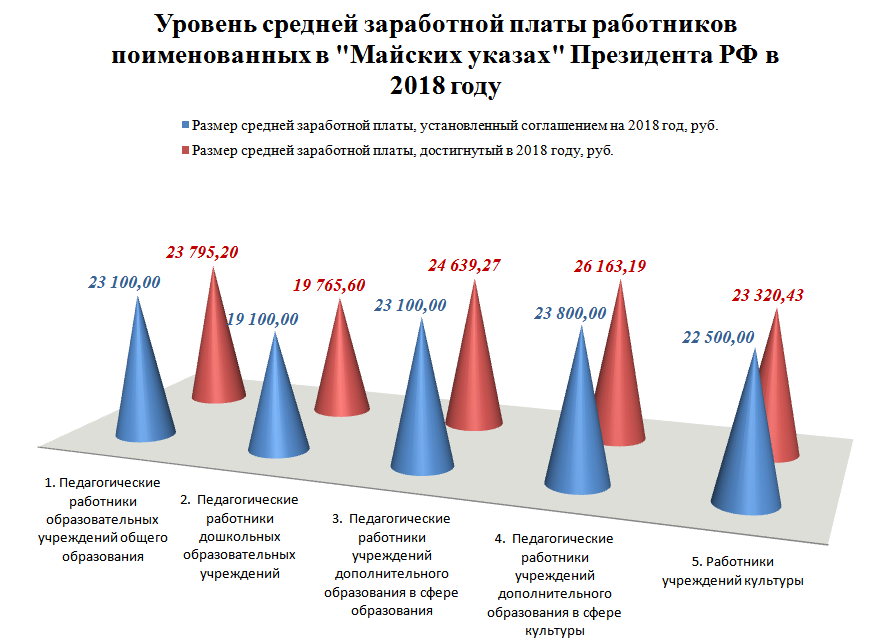 Уровень средней заработной платы работников
поименованных в "Майских указах" Президента РФ в
2018 году
Размер средней заработной платы, установленный соглашением на 2018 год, руб.
Размер средней заработной платы, достигнутый в 2018 году, руб.
23 100,00
23 795,20
19 100,00
19 765,60
23 100,00
24 639,27
23 800,00
26 163,19
22 500,00
23 320,43
1. Педагогические
работники
образовательных
учреждений общего
образования
2. Педагогические
работники
дошкольных
образовательных
учреждений
3. Педагогические
работники
учреждений
дополнительного
образования в сфере
образования
4. Педагогические
работники
учреждений
дополнительного
образования в сфере
культуры
5. Работники
учреждений культуры